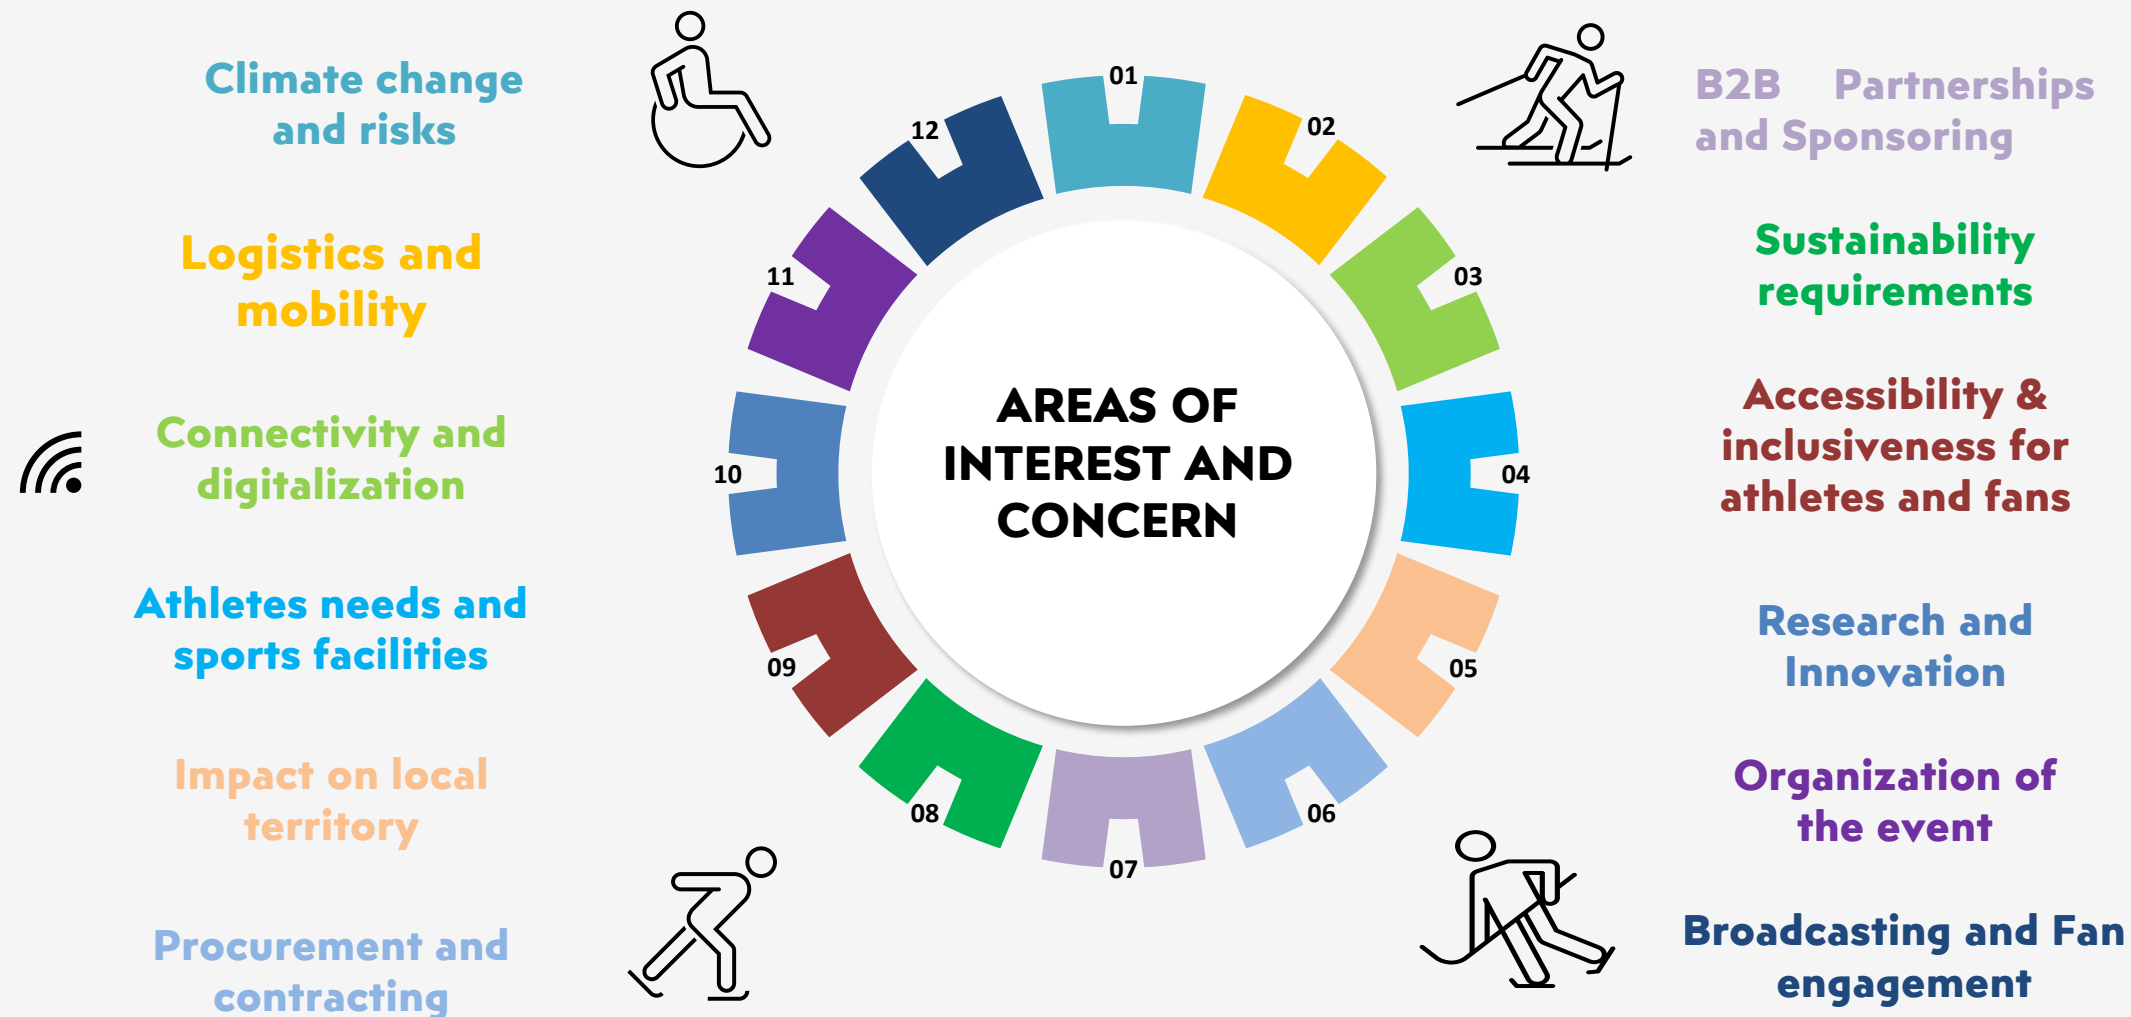 Climate change
and risks
Logistics and
mobility
Connectivity and
digitalization
Athletes needs and
sports facilities
Impact on local
territory
Procurement and
contracting
01
02
03
04
05
06
07
08
09
10
11
12
AREAS OF
INTEREST AND
CONCERN
B2B Partnerships
and Sponsoring
Sustainability
requirements
Accessibility &
inclusiveness for
athletes and fans
Research and
Innovation
Organization of
the event
Broadcasting and Fan
engagement